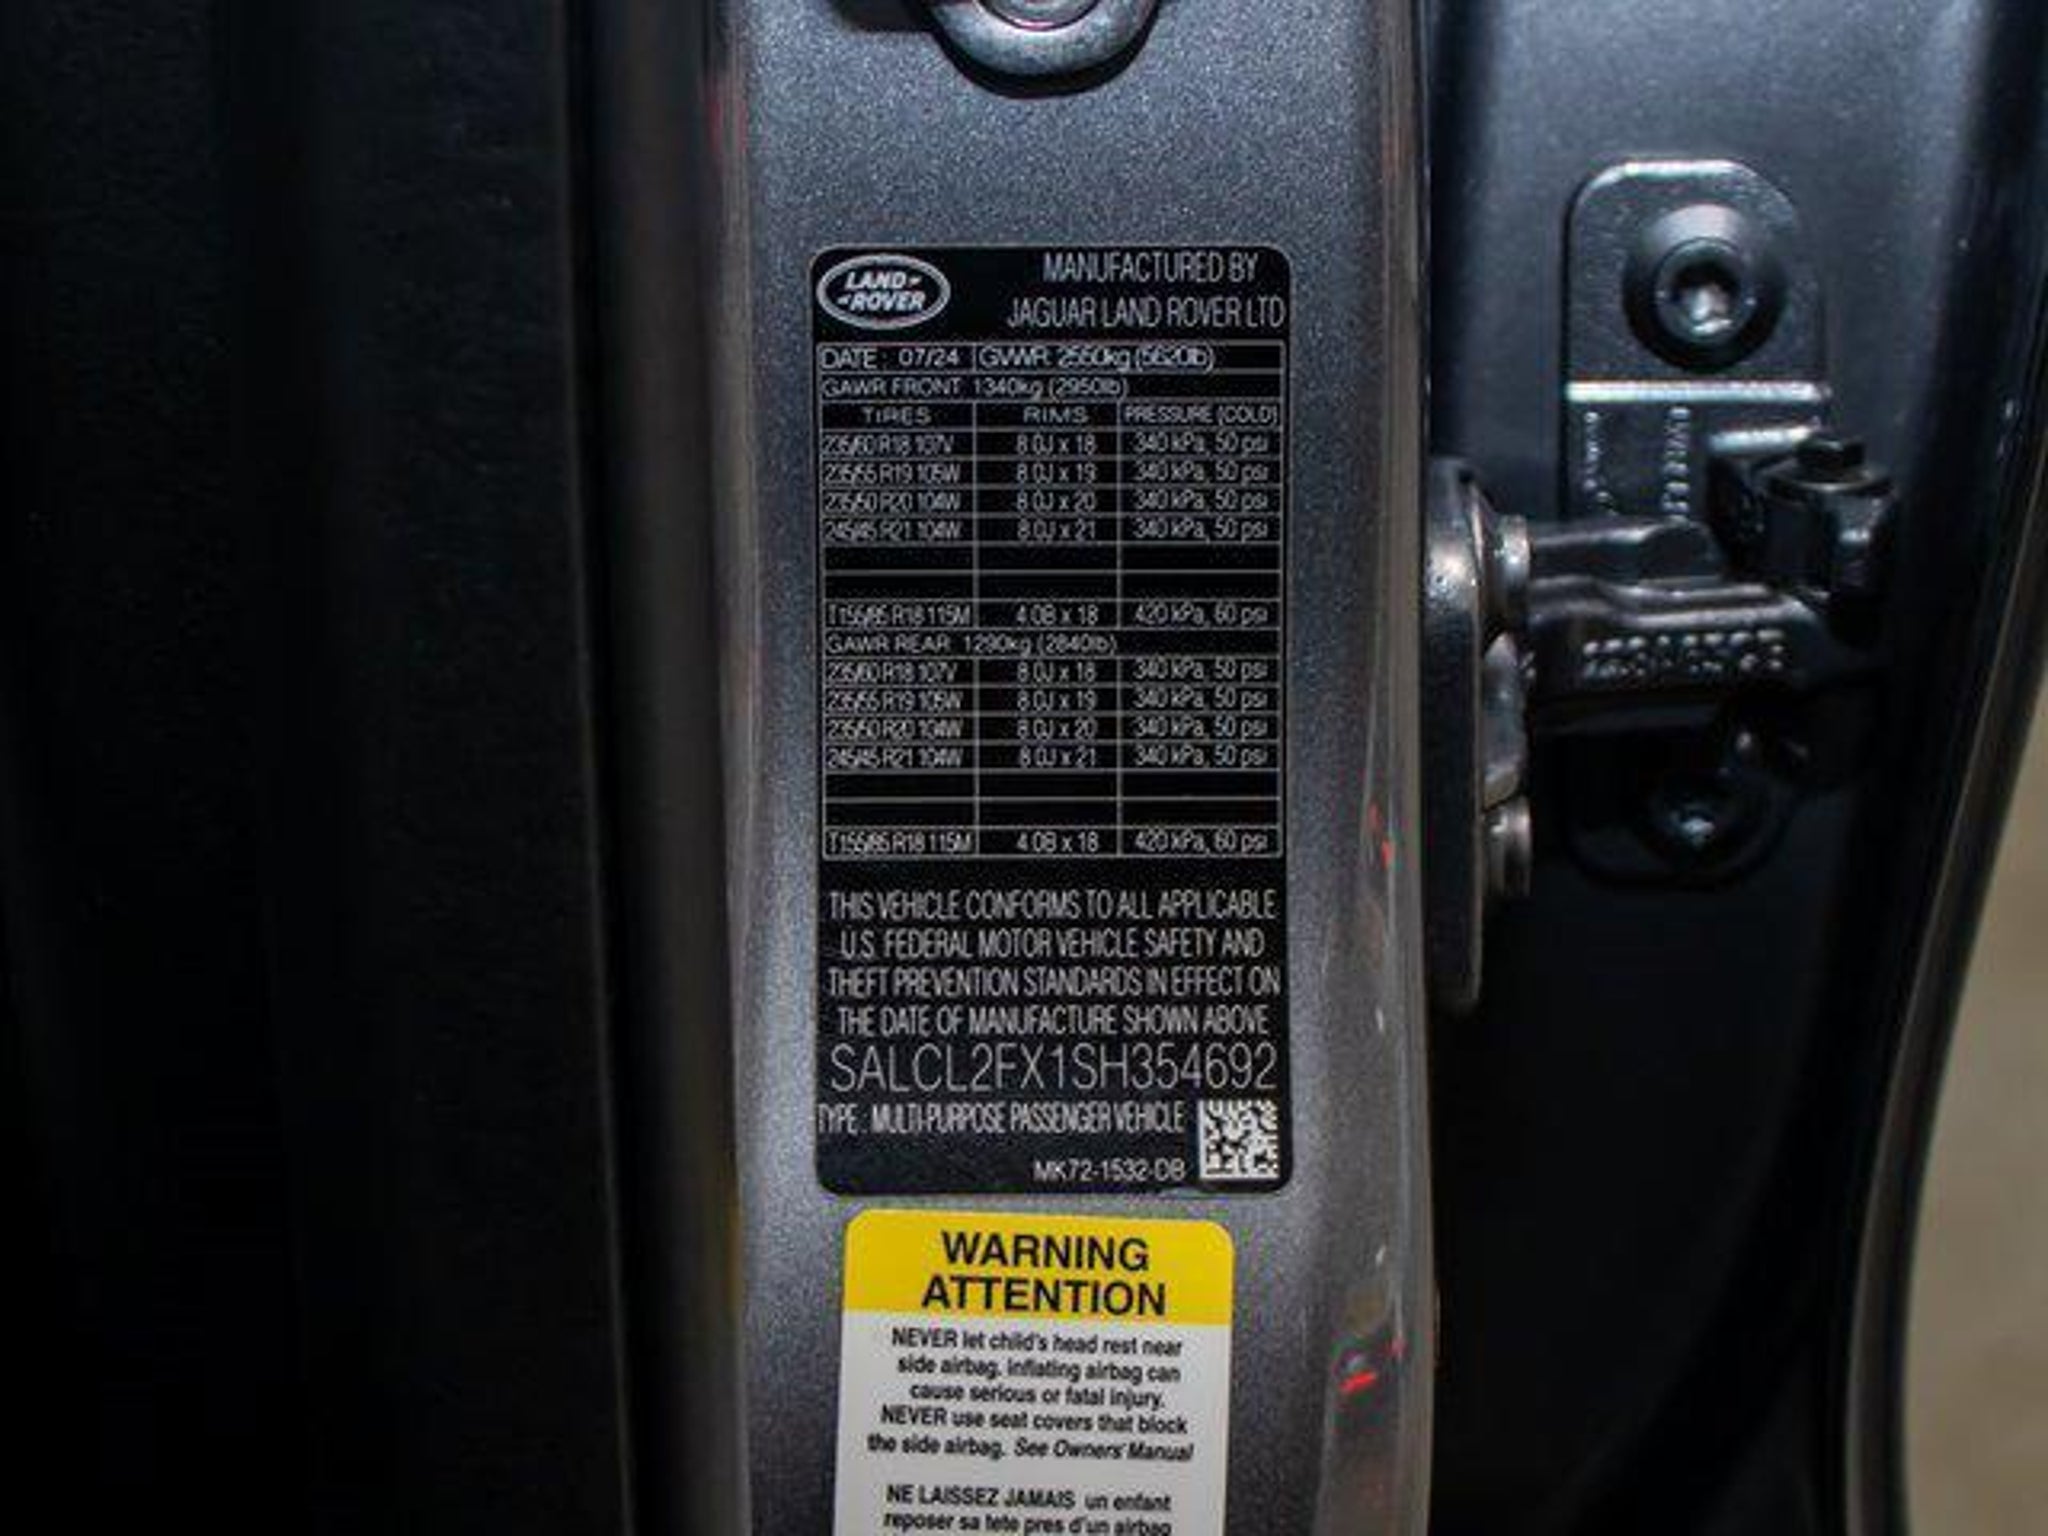 LAND-
-ROVER
MANUFACTURED BY
JAGUAR LAND ROVER LTD
DATE : 07/24 GVWR 2550kg (5620lb)
GAWR FRONT 1340kg (2950lb)
TIRES RIMS PRESSURE (COLD)
235/60 R18 107V 8.0J x 18 340 kPa, 50 psi
235/55 R19 105W 8.0J x 19 340 kPa, 50 psi
235/50 R20 104W 8.0J x 20 340 kPa, 50 psi
245/45 R21 104W 8.0J x 21 340 kPa, 50 psi
T155/85 R18 115M 4.0B x 18 420 kPa, 60 psi
GAWR REAR 1290kg (2840lb)
235/60 R18 107V 8.0J x 18 340 kPa, 50 psi
235/55 R19 105W 8.0J x 19 340 kPa, 50 psi
235/50 R20 104W 8.0J x 20 340 kPa, 50 psi
245/45 R21 104W 8.0J x 21 340 kPa, 50 psi
T155/85 R18 115M 4.0B x 18 420 kPa, 60 psi
THIS VEHICLE CONFORMS TO ALL APPLICABLE
U.S. FEDERAL MOTOR VEHICLE SAFETY AND
THEFT PREVENTION STANDARDS IN EFFECT ON
THE DATE OF MANUFACTURE SHOWN ABOVE
SALCL2FX1SH354692
TYPE : MULTI-PURPOSE PASSENGER VEHICLE
MK72-1532-DB
WARNING
ATTENTION
NEVER let child's head rest near
side airbag, inflating airbag can
cause serious or fatal injury.
NEVER use seat covers that block
the side airbag. See Owners' Manual
NE LAISSEZ JAMAIS un enfant
reposer sa tete pres d'un airbag